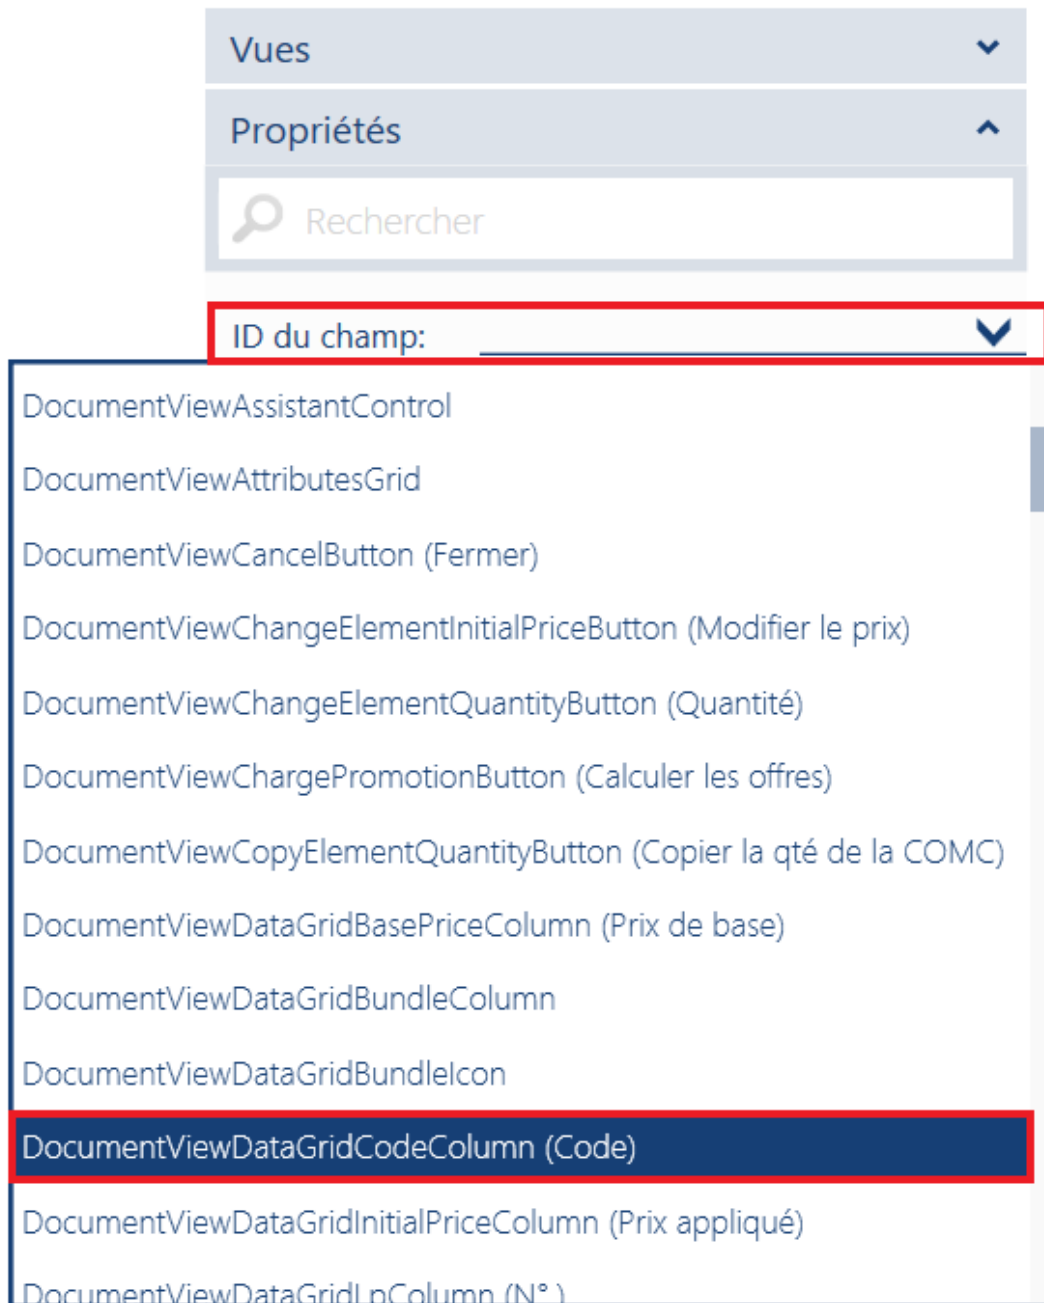 Vues
Propriétés
Rechercher
ID du champ:
DocumentViewAssistantControl
DocumentViewAttributesGrid
DocumentViewCancelButton (Fermer)
DocumentViewChangeElementInitialPriceButton (Modifier le prix)
DocumentViewChangeElementQuantityButton (Quantité)
DocumentViewChargePromotionButton (Calculer les offres)
DocumentViewCopyElementQuantityButton (Copier la qté de la COMC)
DocumentViewDataGridBasePriceColumn (Prix de base)
DocumentViewDataGridBundleColumn
DocumentViewDataGridBundleIcon
DocumentViewDataGridCodeColumn (Code)
DocumentViewDataGridInitialPriceColumn (Prix appliqué)
DocumentViewDataGridLpColumn (N° )